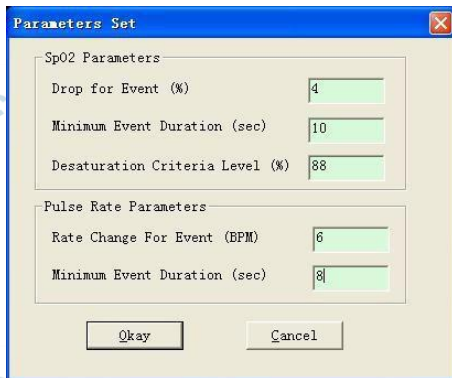 Parameters Set
SpO2 Parameters
Drop for Event (%) 4
Minimum Event Duration (sec) 10
Desaturation Criteria Level (%) 88
Pulse Rate Parameters
Rate Change For Event (BPM) 6
Minimum Event Duration (sec) 8
Okay Cancel